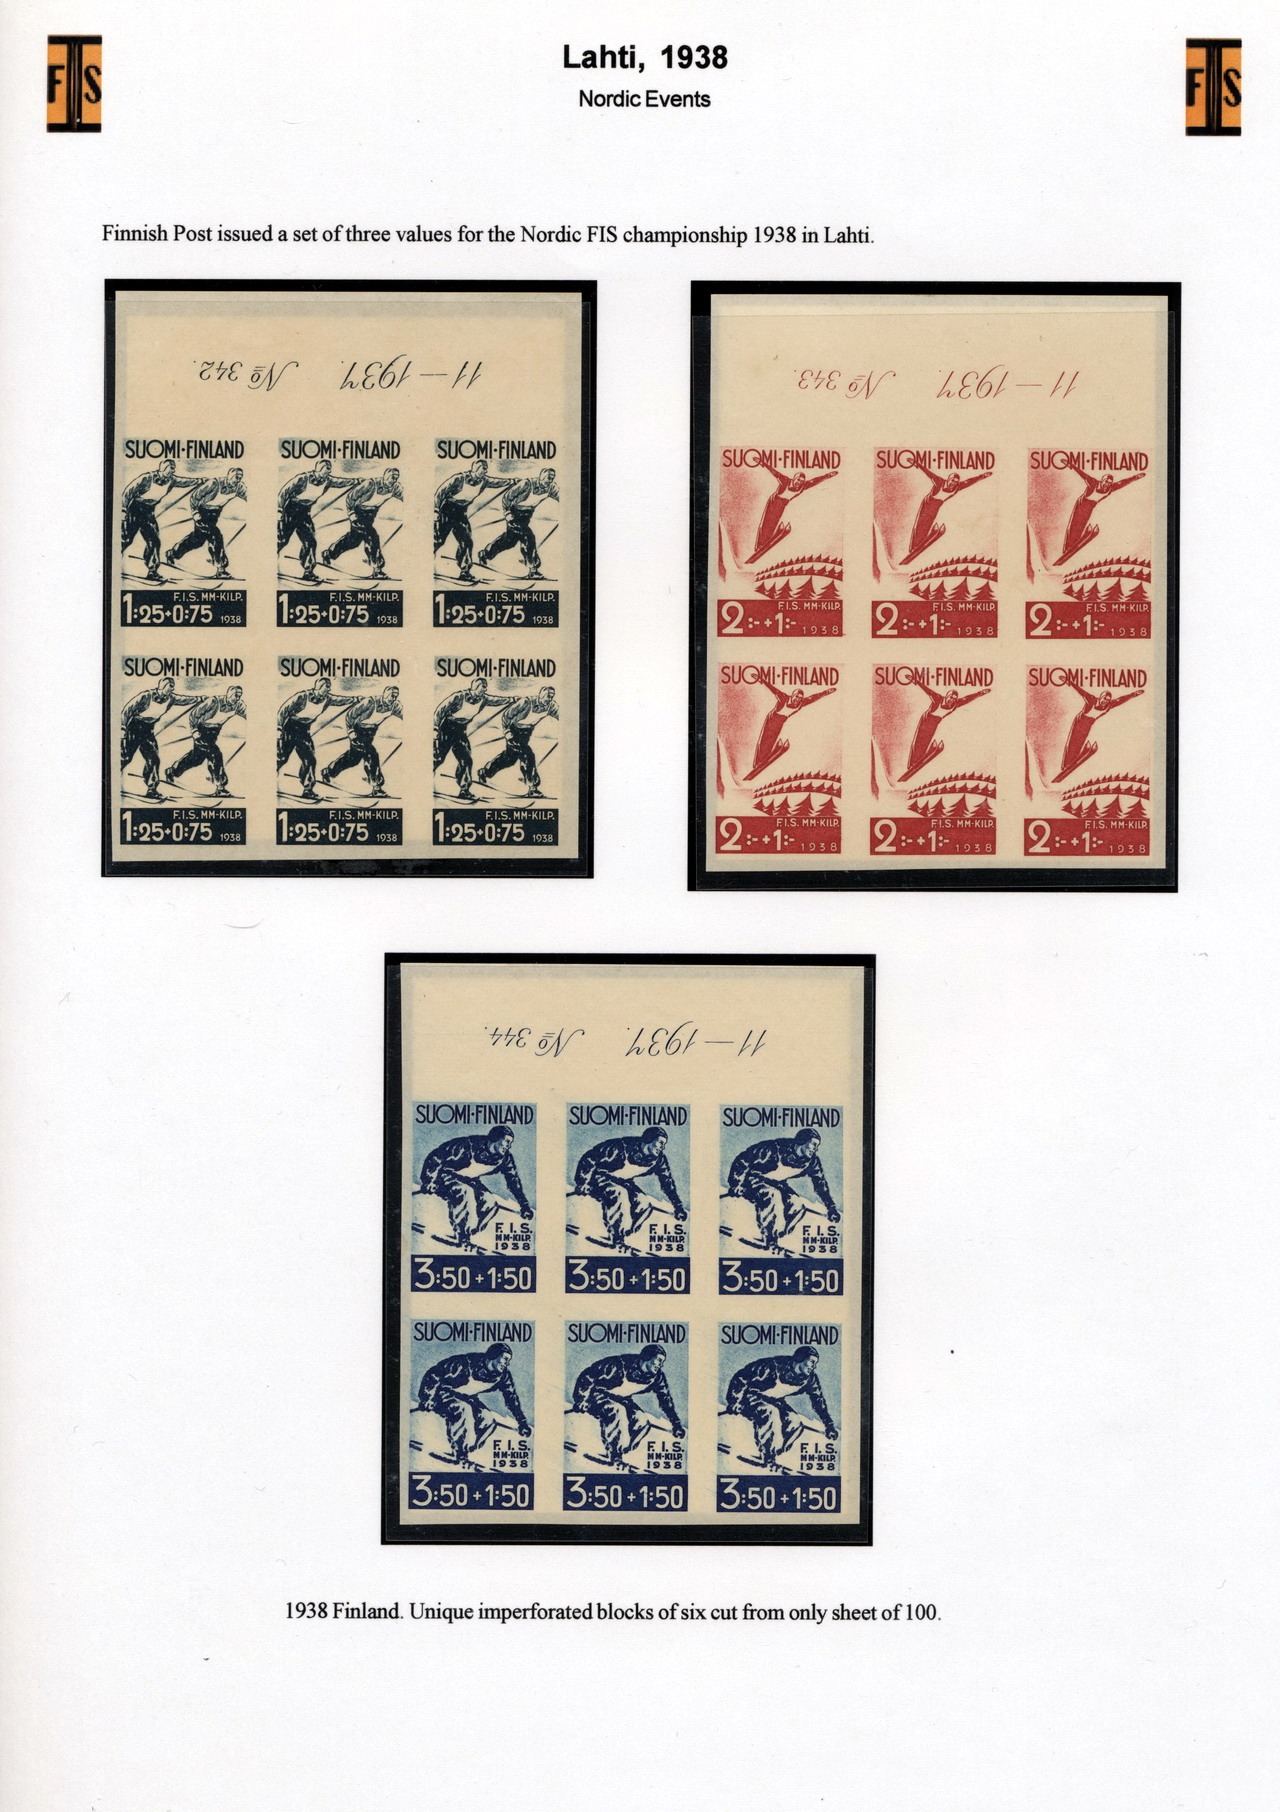 FIS
Lahti, 1938
FIS
Nordic Events
Finnish Post issued a set of three values for the Nordic FIS championship 1938 in Lahti.
11 — 1937. № 342.
11 — 1937. № 343.
SUOMI·FINLAND SUOMI·FINLAND SUOMI·FINLAND
F.I.S. MM-KILP. F.I.S. MM-KILP. F.I.S. MM-KILP.
1:25+0:75 1938 1:25+0:75 1938 1:25+0:75 1938
SUOMI·FINLAND SUOMI·FINLAND SUOMI·FINLAND
F.I.S. MM-KILP. F.I.S. MM-KILP. F.I.S. MM-KILP.
1:25+0:75 1938 1:25+0:75 1938 1:25+0:75 1938
SUOMI·FINLAND SUOMI·FINLAND SUOMI·FINLAND
F.I.S. MM-KILP. F.I.S. MM-KILP. F.I.S. MM-KILP.
2:-+1:- 1938 2:-+1:- 1938 2:-+1:- 1938
SUOMI·FINLAND SUOMI·FINLAND SUOMI·FINLAND
F.I.S. MM-KILP. F.I.S. MM-KILP. F.I.S. MM-KILP.
2:-+1:- 1938 2:-+1:- 1938 2:-+1:- 1938
11 — 1937. № 344.
SUOMI·FINLAND SUOMI·FINLAND SUOMI·FINLAND
F.I.S. F.I.S. F.I.S.
MM-KILP. MM-KILP. MM-KILP.
1938 1938 1938
3:50+1:50 3:50+1:50 3:50+1:50
SUOMI·FINLAND SUOMI·FINLAND SUOMI·FINLAND
F.I.S. F.I.S. F.I.S.
MM-KILP. MM-KILP. MM-KILP.
1938 1938 1938
3:50+1:50 3:50+1:50 3:50+1:50
1938 Finland. Unique imperforated blocks of six cut from only sheet of 100.